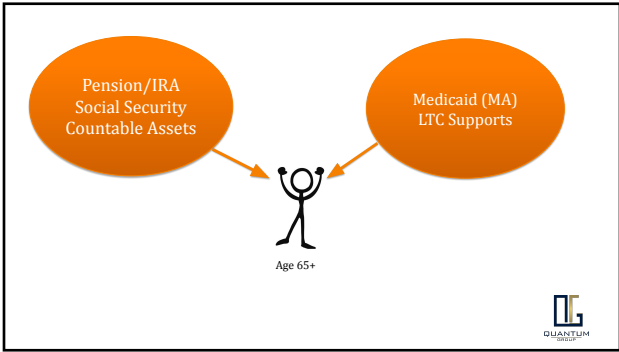 Pension/IRA
Social Security
Countable Assets
Medicaid (MA)
LTC Supports
Age 65+
QUANTUM
GROUP